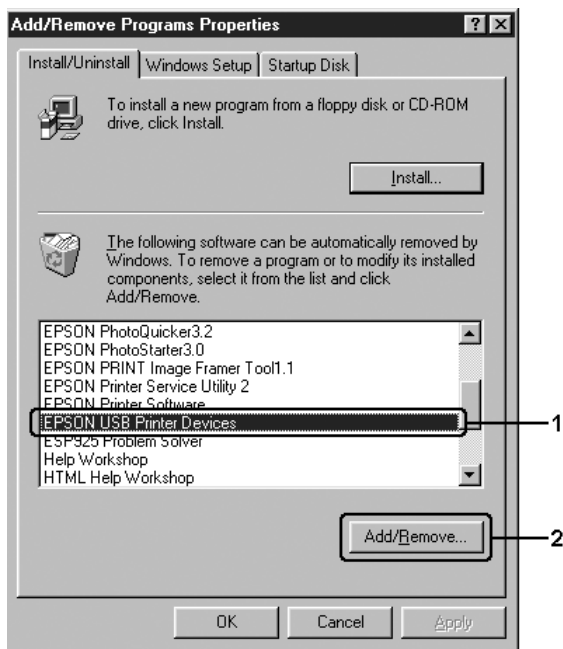 Add/Remove Programs Properties
Install/Uninstall Windows Setup Startup Disk
To install a new program from a floppy disk or CD-ROM
drive, click Install.
Install...
The following software can be automatically removed by
Windows. To remove a program or to modify its installed
components, select it from the list and click
Add/Remove.
EPSON PhotoQuicker3.2
EPSON PhotoStarter3.0
EPSON PRINT Image Framer Tool1.1
EPSON Printer Service Utility 2
EPSON Printer Software
EPSON USB Printer Devices
1
ESP925 Problem Solver
Help Workshop
HTML Help Workshop
Add/Remove...
2
OK Cancel Apply